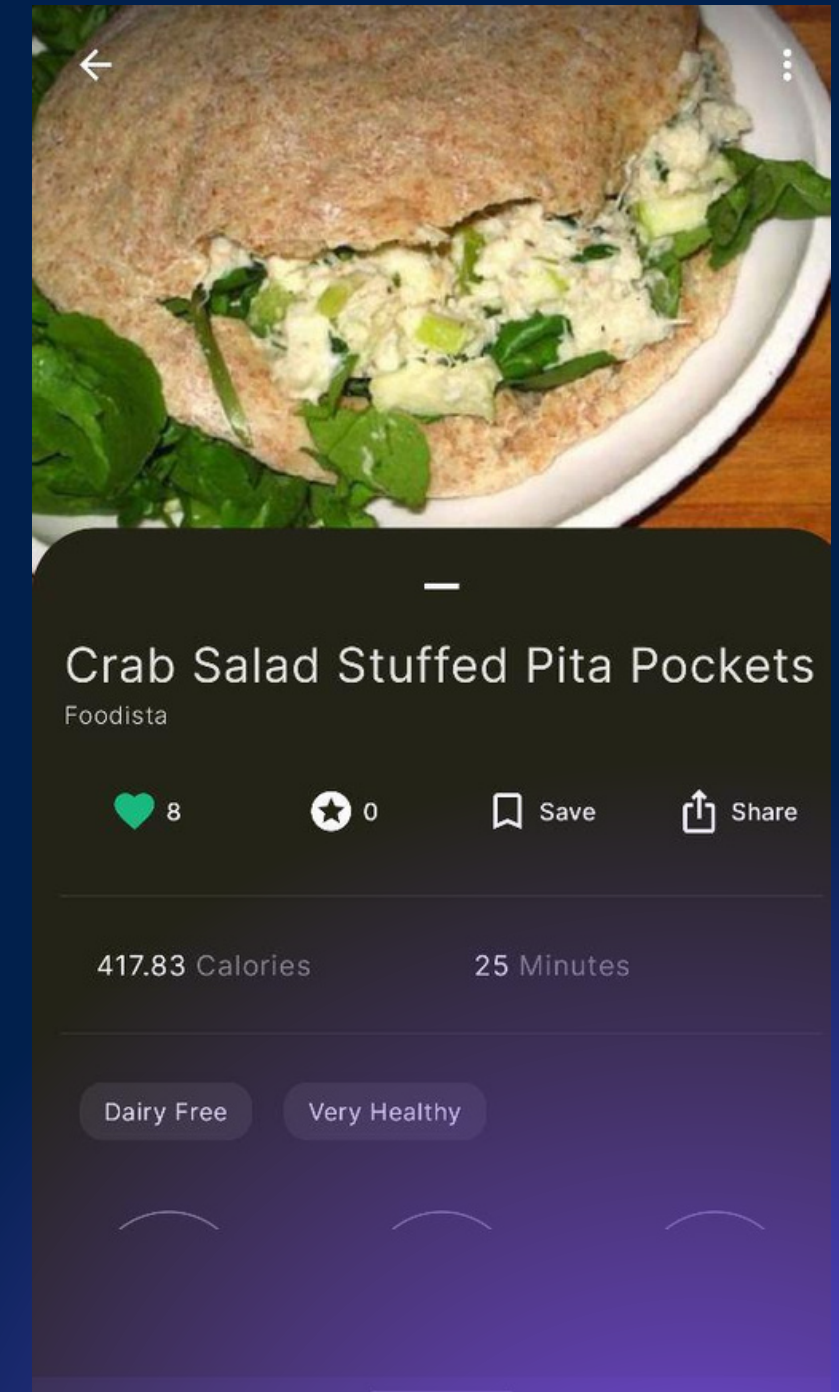 Crab Salad Stuffed Pita Pockets
Foodista
8 0 Save Share
417.83 Calories 25 Minutes
Dairy Free Very Healthy